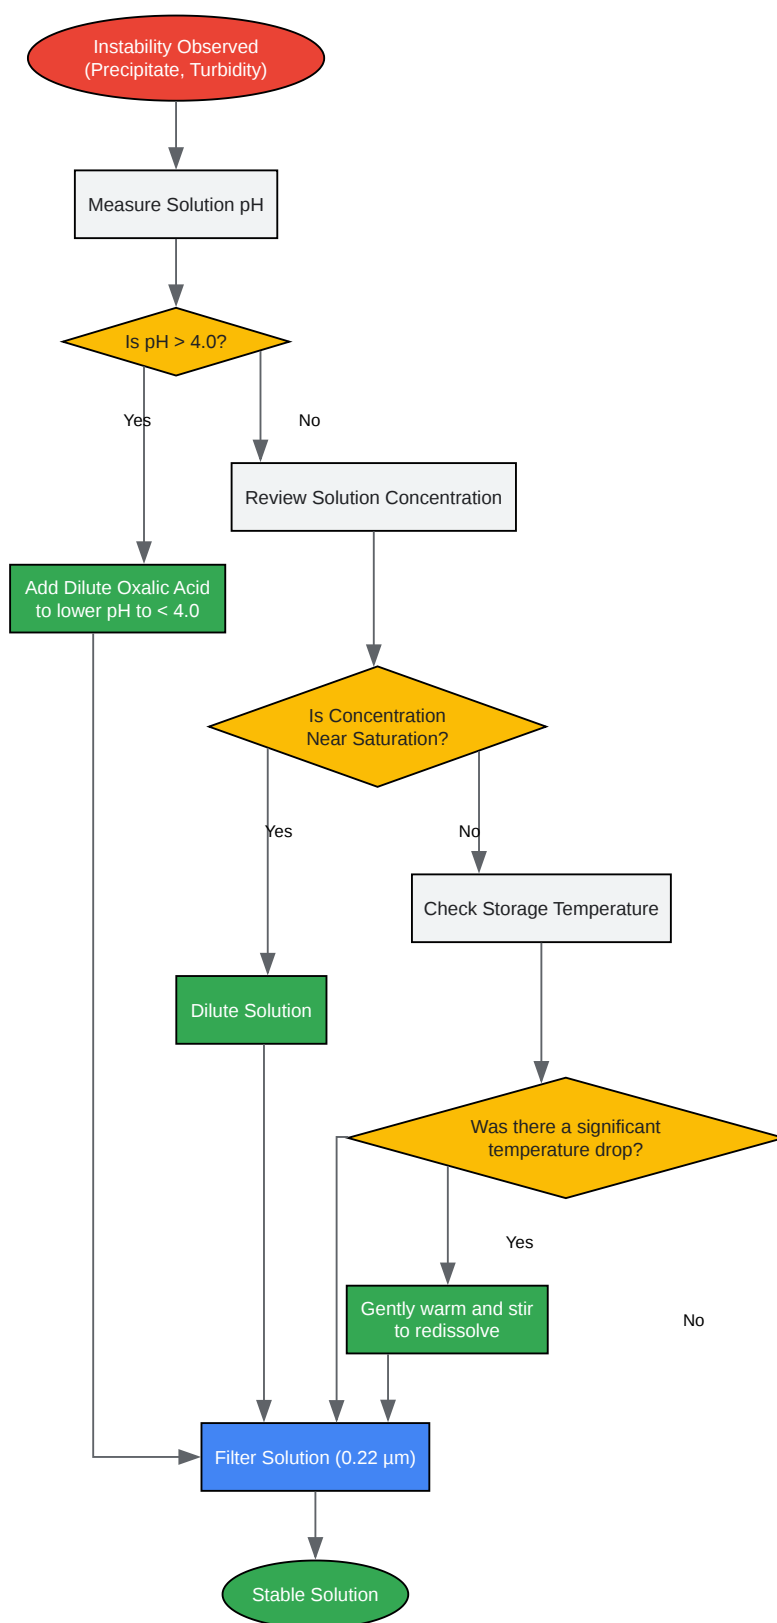 Instability Observed
(Precipitate, Turbidity)
Measure Solution pH
Is pH > 4.0?
Yes
No
Review Solution Concentration
Add Dilute Oxalic Acid
to lower pH to < 4.0
Is Concentration
Near Saturation?
Yes
No
Check Storage Temperature
Dilute Solution
Was there a significant
temperature drop?
Yes
Gently warm and stir
to redissolve
No
Filter Solution (0.22 µm)
Stable Solution